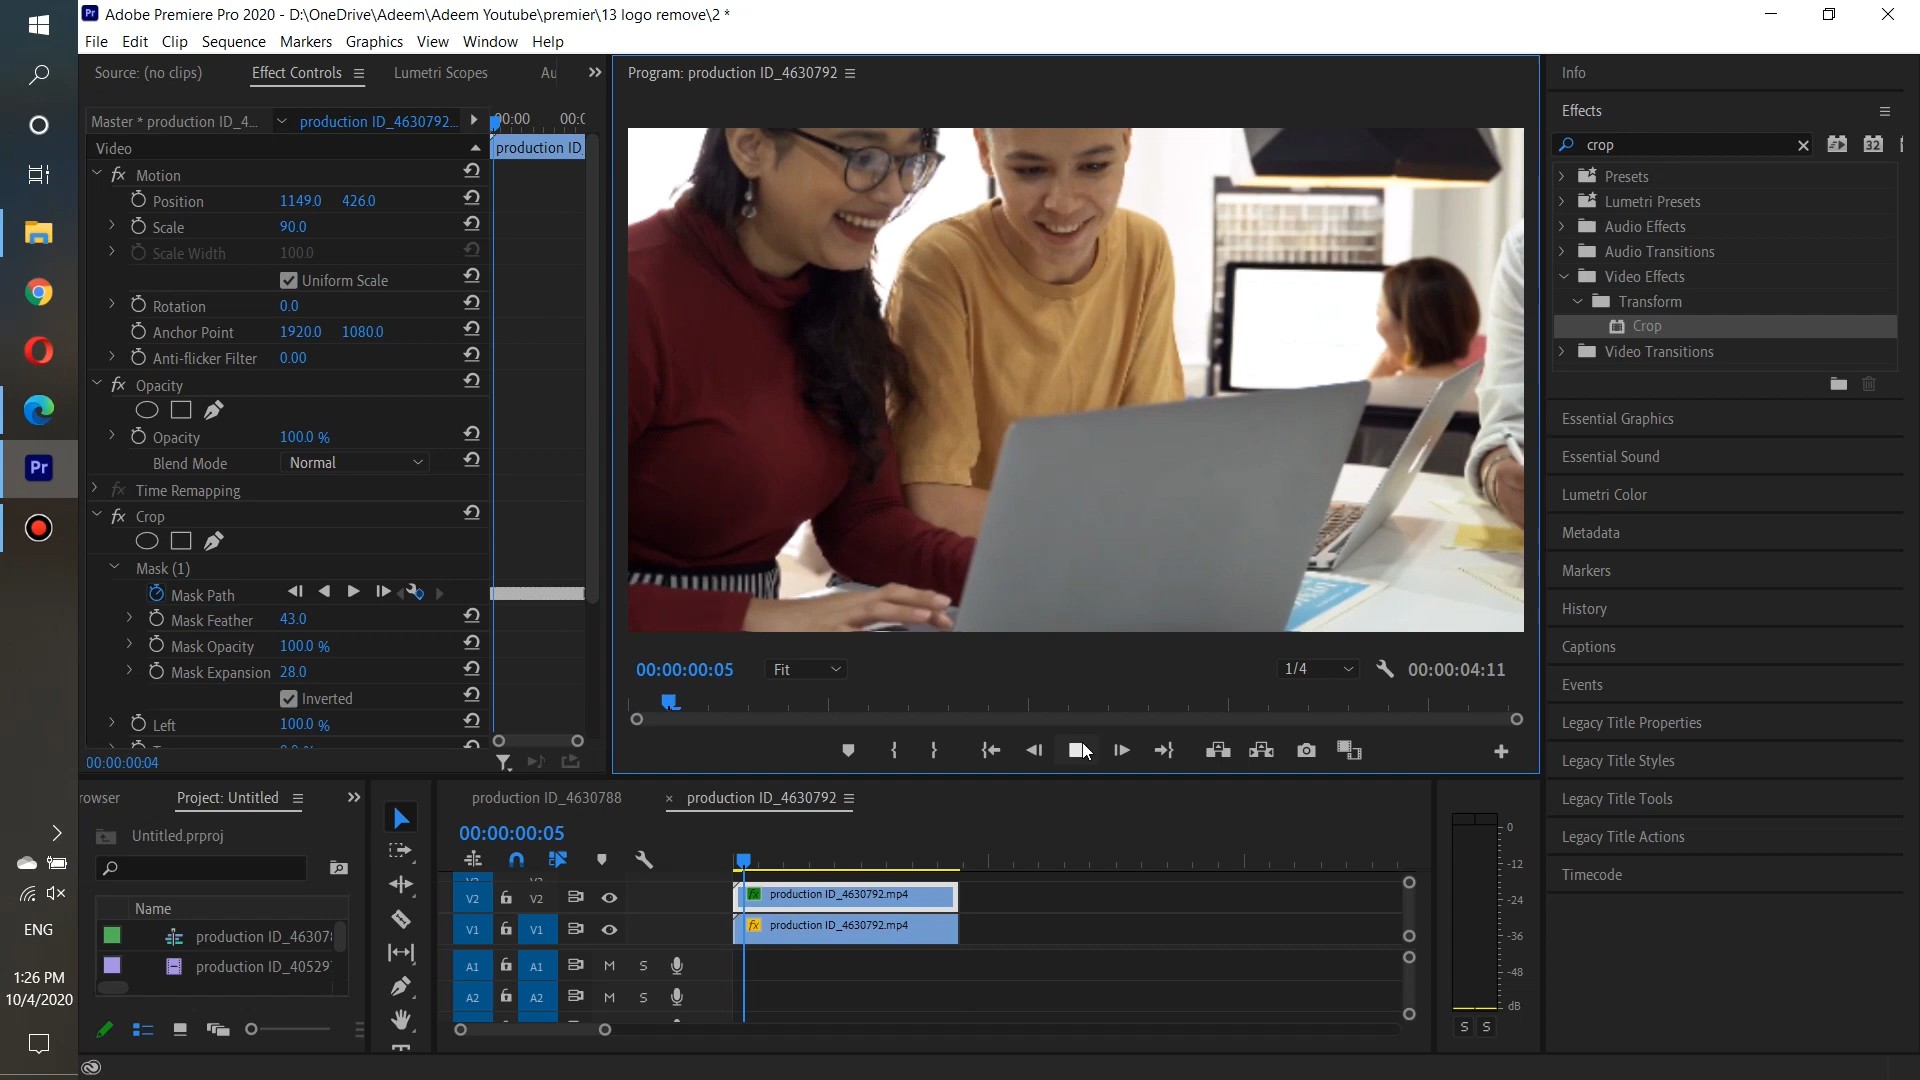 Adobe Premiere Pro 2020 - D:\OneDrive\Adeem\Adeem Youtube\premier\13 logo remove\2 *
File Edit Clip Sequence Markers Graphics View Window Help
Source: (no clips) Effect Controls Lumetri Scopes Au
Program: production ID_4630792
Info
Effects
crop
32
Presets
Lumetri Presets
Audio Effects
Audio Transitions
Video Effects
Transform
Crop
Video Transitions
Essential Graphics
Essential Sound
Lumetri Color
Metadata
Markers
History
Captions
Events
Legacy Title Properties
Legacy Title Styles
Legacy Title Tools
Legacy Title Actions
Timecode
Master * production ID_4... production ID_4630792...
00:00
Video
production ID
Motion
Position 1149.0 426.0
Scale 90.0
Scale Width 100.0
Uniform Scale
Rotation 0.0
Anchor Point 1920.0 1080.0
Anti-flicker Filter 0.00
Opacity
Opacity 100.0 %
Blend Mode Normal
Time Remapping
Crop
Mask (1)
Mask Path
Mask Feather 43.0
Mask Opacity 100.0 %
Mask Expansion 28.0
Inverted
Left 100.0 %
00:00:00:04
00:00:00:05 Fit 1/4 00:00:04:11
rowser Project: Untitled
Untitled.prproj
Name
production ID_46307
production ID_40529
production ID_4630788 × production ID_4630792
00:00:00:05
V2 V2 production ID_4630792.mp4
V1 V1 production ID_4630792.mp4
A1 A1 M S
A2 A2 M S
0
-12
-24
-36
-48
dB
S S
Pr
ENG
1:26 PM
10/4/2020